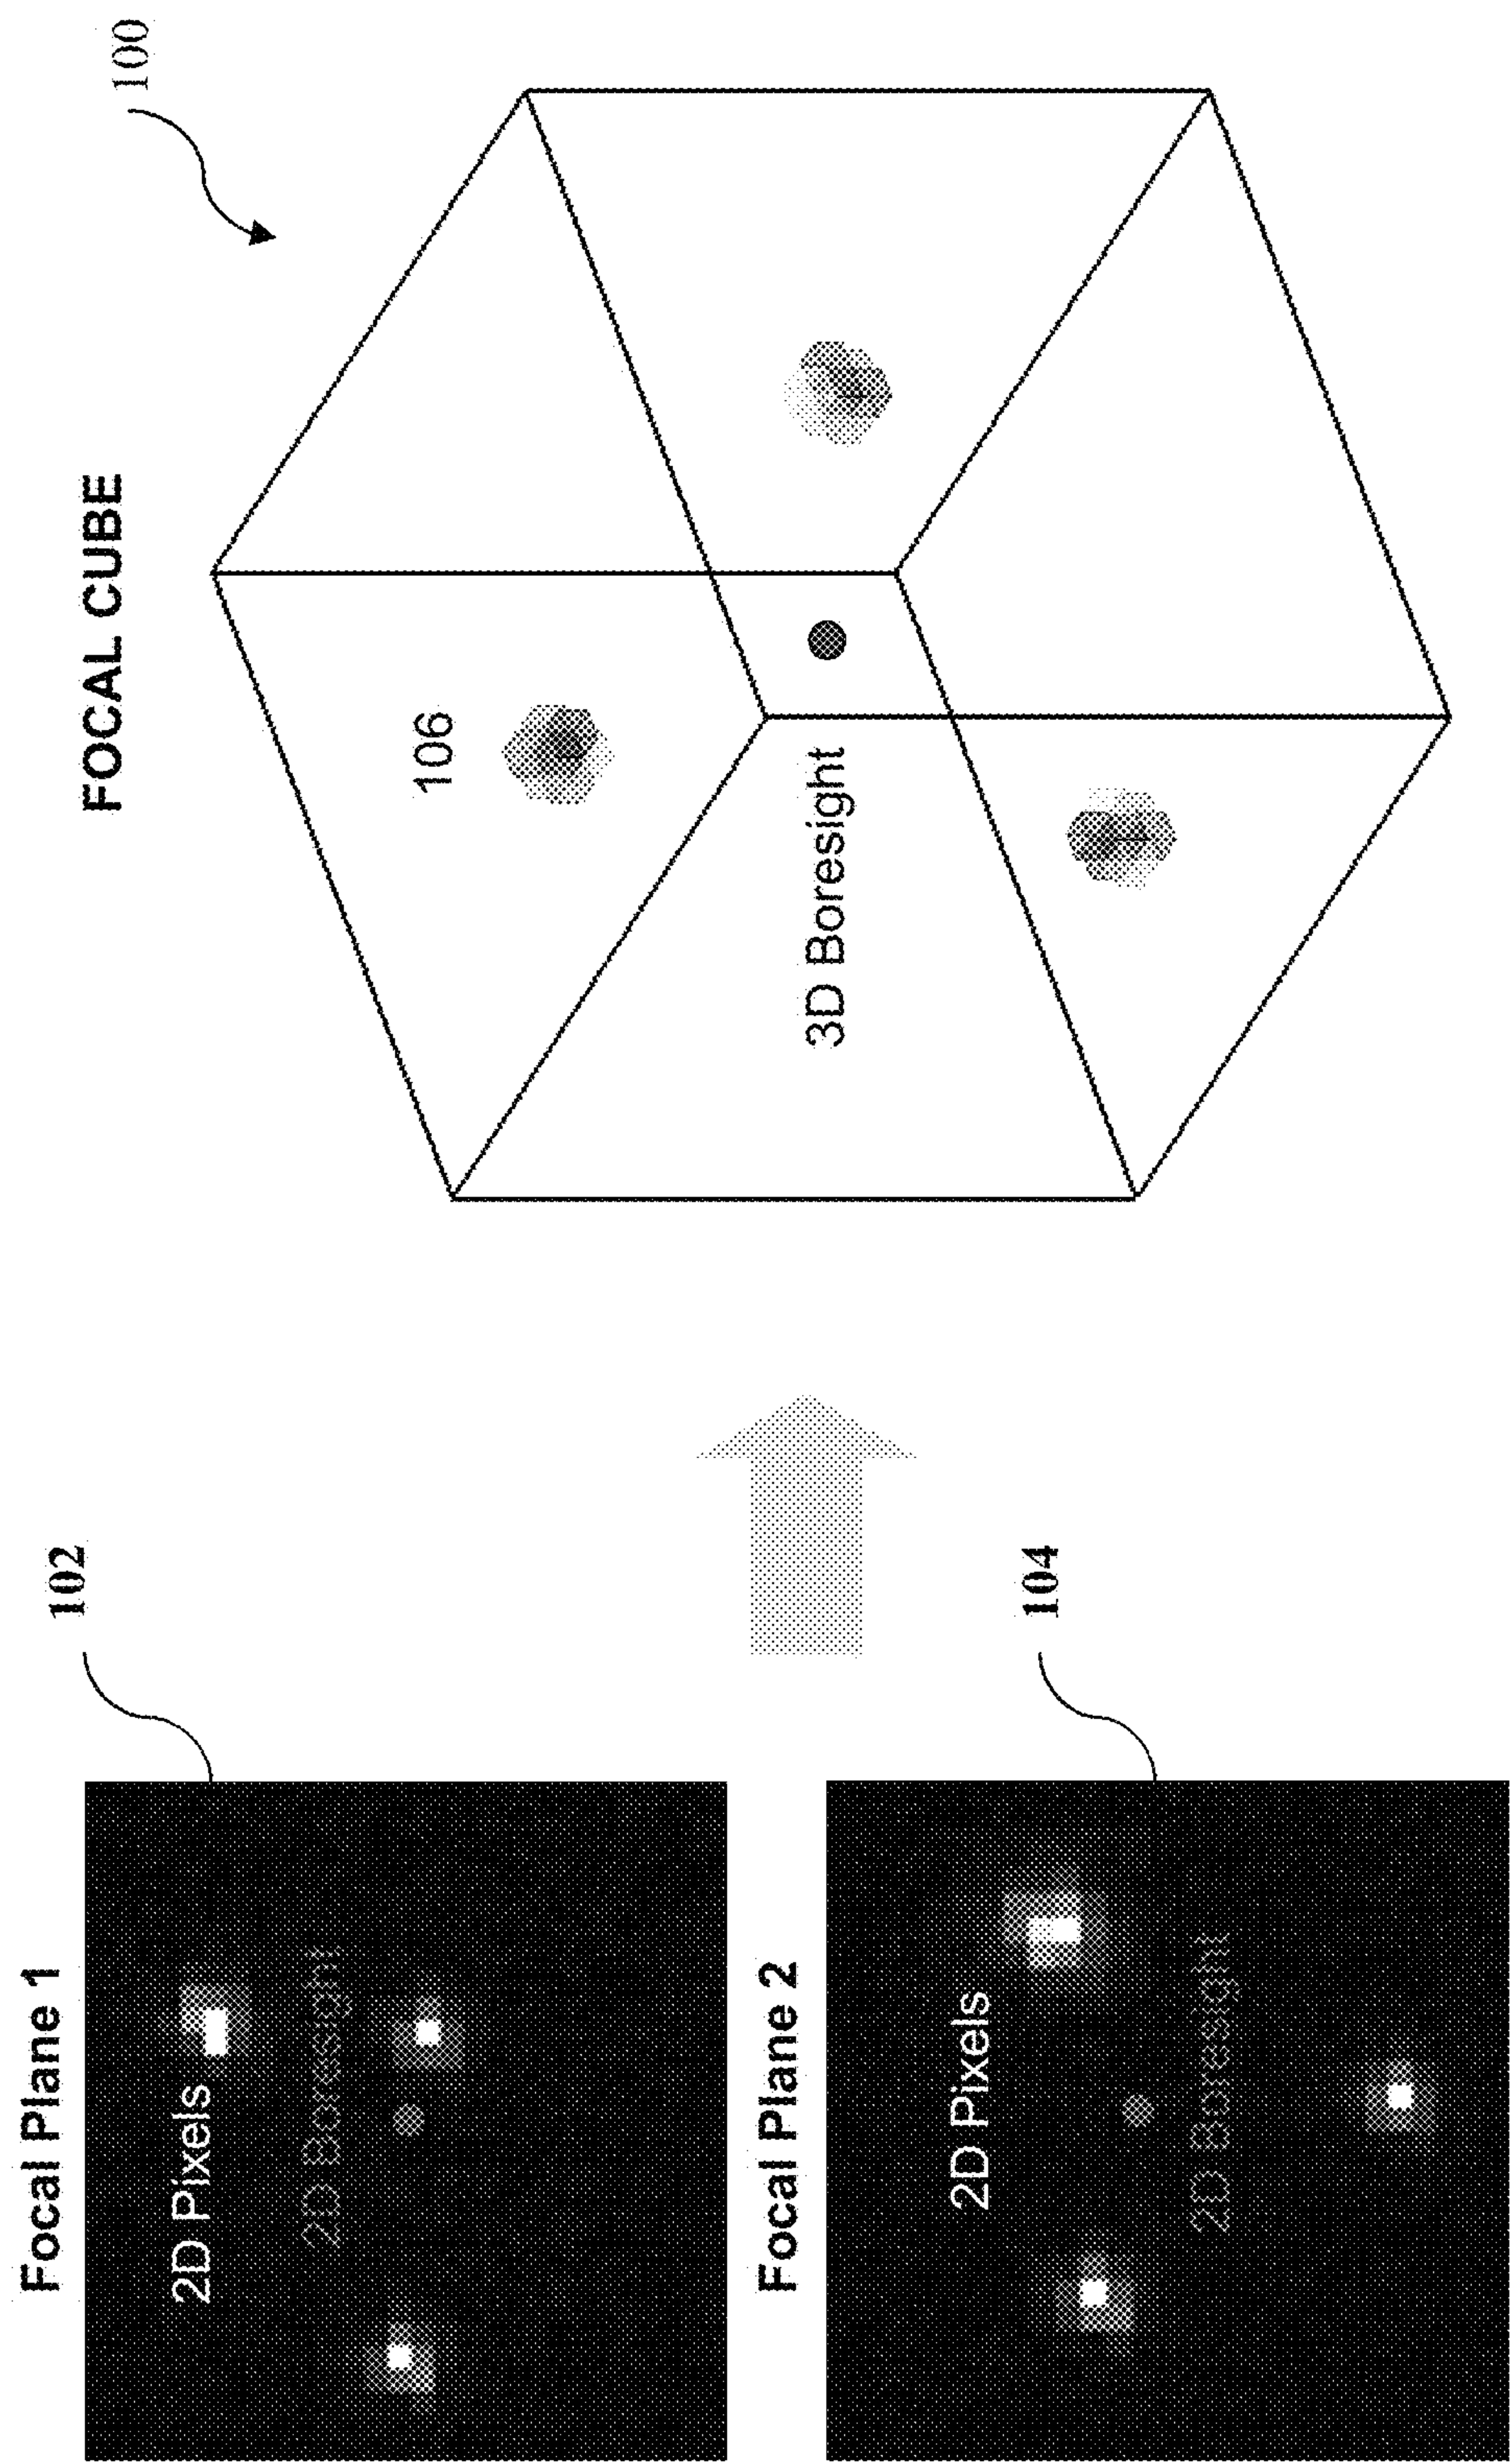 Focal Plane 1
102
2D Pixels
2D Boresight
Focal Plane 2
104
2D Pixels
2D Boresight
FOCAL CUBE
100
106
3D Boresight